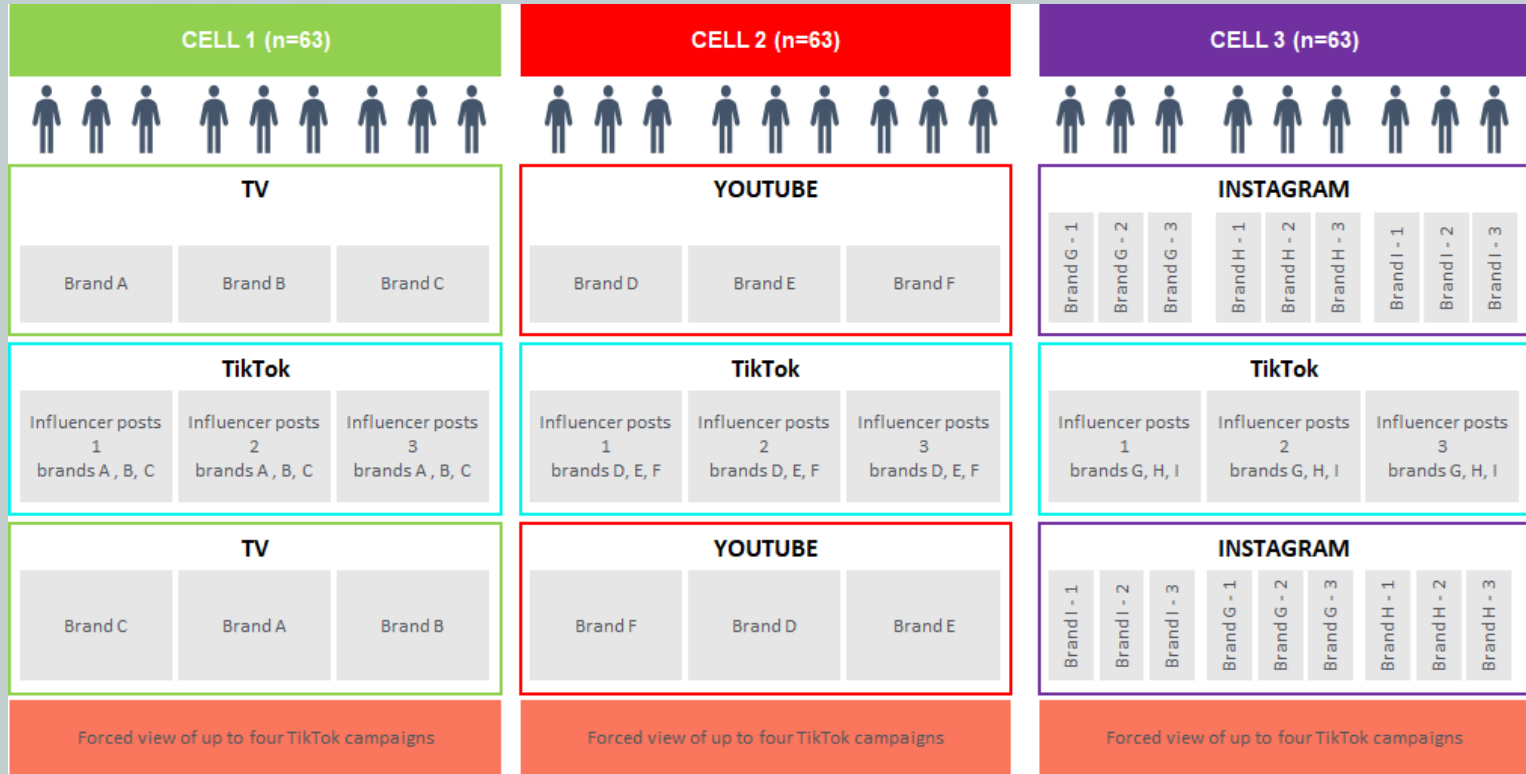 CELL 1 (n=63)
CELL 2 (n=63)
CELL 3 (n=63)
TV
Brand A
Brand B
Brand C
YOUTUBE
Brand D
Brand E
Brand F
INSTAGRAM
Brand G - 1
Brand G - 2
Brand G - 3
Brand H - 1
Brand H - 2
Brand H - 3
Brand I - 1
Brand I - 2
Brand I - 3
TikTok
Influencer posts
1
brands A , B, C
Influencer posts
2
brands A , B, C
Influencer posts
3
brands A , B, C
TikTok
Influencer posts
1
brands D, E, F
Influencer posts
2
brands D, E, F
Influencer posts
3
brands D, E, F
TikTok
Influencer posts
1
brands G, H, I
Influencer posts
2
brands G, H, I
Influencer posts
3
brands G, H, I
TV
Brand C
Brand A
Brand B
YOUTUBE
Brand F
Brand D
Brand E
INSTAGRAM
Brand I - 1
Brand I - 2
Brand I - 3
Brand G - 1
Brand G - 2
Brand G - 3
Brand H - 1
Brand H - 2
Brand H - 3
Forced view of up to four TikTok campaigns
Forced view of up to four TikTok campaigns
Forced view of up to four TikTok campaigns